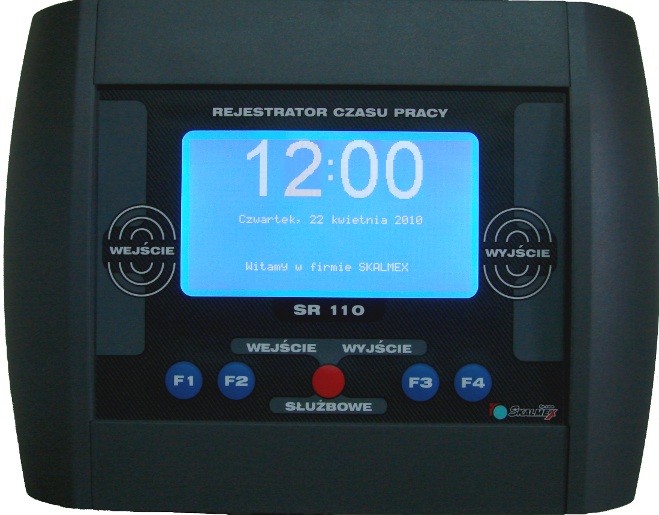 REJESTRATOR CZASU PRACY
12:00
Czwartek, 22 kwietnia 2010
WEJŚCIE
WYJŚCIE
Witamy w firmie SKALMEX
SR 110
WEJŚCIE WYJŚCIE
F1 F2 F3 F4
SŁUŻBOWE
SKALMEX